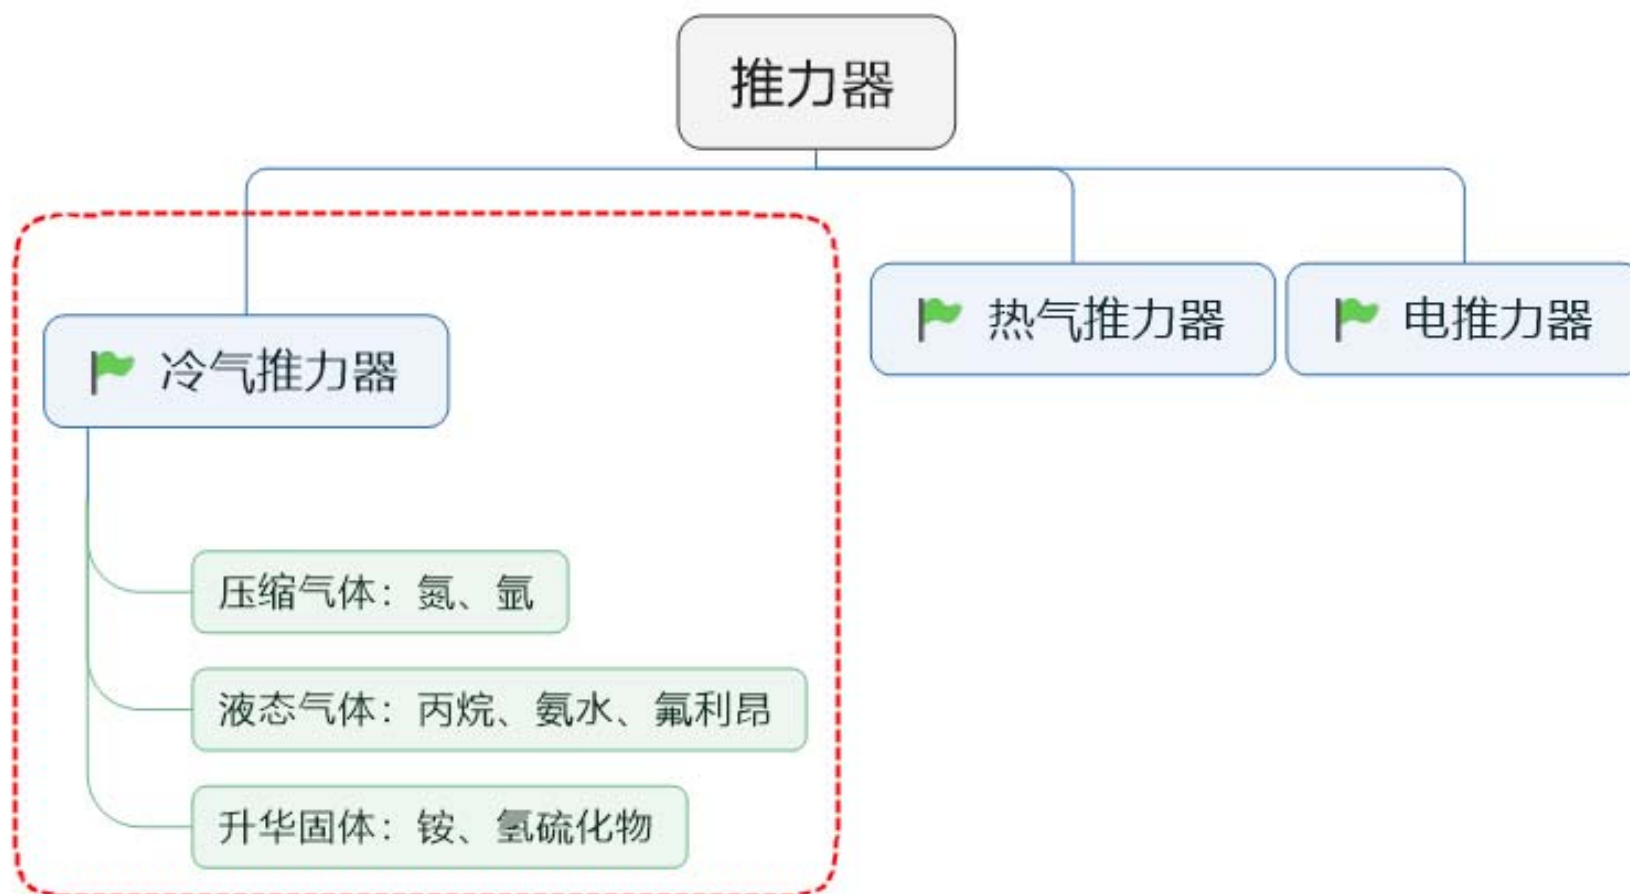 推力器
冷气推力器
热气推力器
电推力器
压缩气体：氮、氩
液态气体：丙烷、氨水、氟利昂
升华固体：铵、氢硫化物